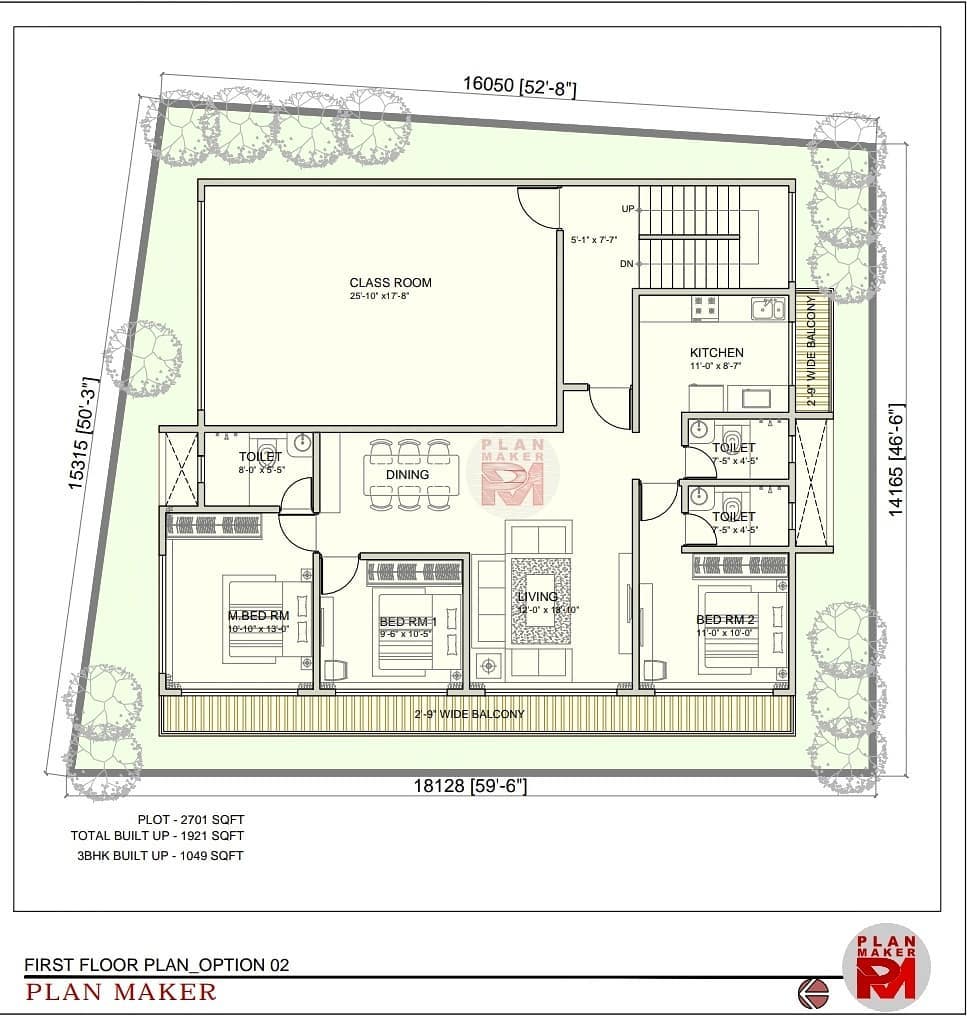 16050 [52'-8"]
UP
5'-1" x 7'-7"
DN
CLASS ROOM
25'-10" x17'-8"
KITCHEN
11'-0" x 8'-7"
2'-9" WIDE BALCONY
15315 [50'-3"]
14165 [46'-6"]
TOILET
8'-0" x 5'-5"
DINING
PLAN
MAKER
PM
TOILET
7'-5" x 4'-5"
TOILET
7'-5" x 4'-5"
M.BED RM
10'-10" x 13'-0"
BED RM 1
9'-6" x 10'-5"
LIVING
12'-0" x 18'-10"
BED RM 2
11'-0" x 10'-0"
2'-9" WIDE BALCONY
18128 [59'-6"]
PLOT - 2701 SQFT
TOTAL BUILT UP - 1921 SQFT
3BHK BUILT UP - 1049 SQFT
FIRST FLOOR PLAN_OPTION 02
PLAN MAKER
PLAN
MAKER
PM